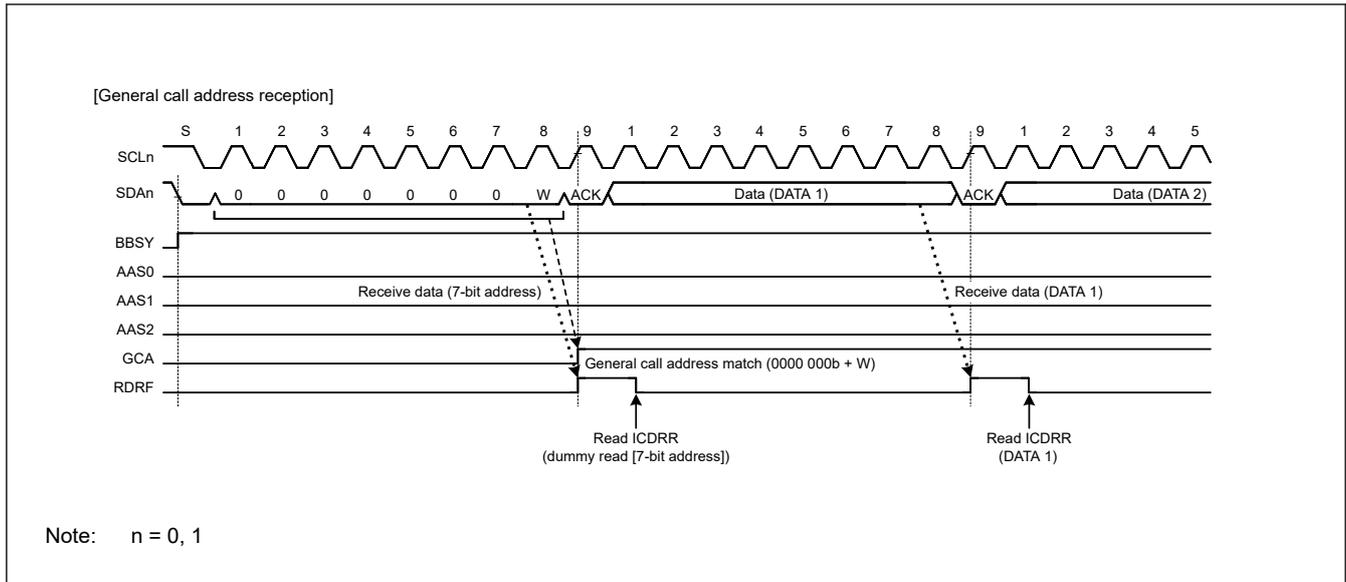 [General call address reception]
S 1 2 3 4 5 6 7 8 9 1 2 3 4 5 6 7 8 9 1 2 3 4 5
SCLn
SDAn 0 0 0 0 0 0 0 W ACK Data (DATA 1) ACK Data (DATA 2)
BBSY
AAS0
Receive data (7-bit address) Receive data (DATA 1)
AAS1
AAS2
GCA
General call address match (0000 000b + W)
RDRF
Read ICDRR Read ICDRR
(dummy read [7-bit address]) (DATA 1)
Note: n = 0, 1